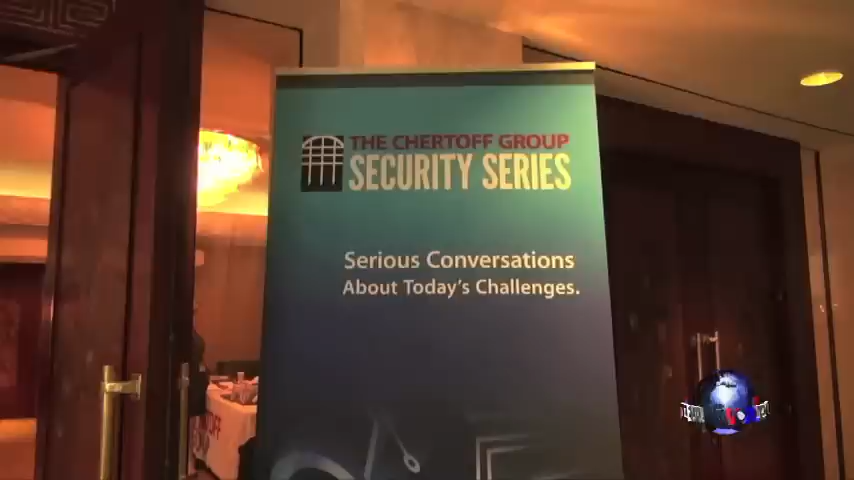 THE CHERTOFF GROUP
SECURITY SERIES
Serious Conversations
About Today's Challenges.